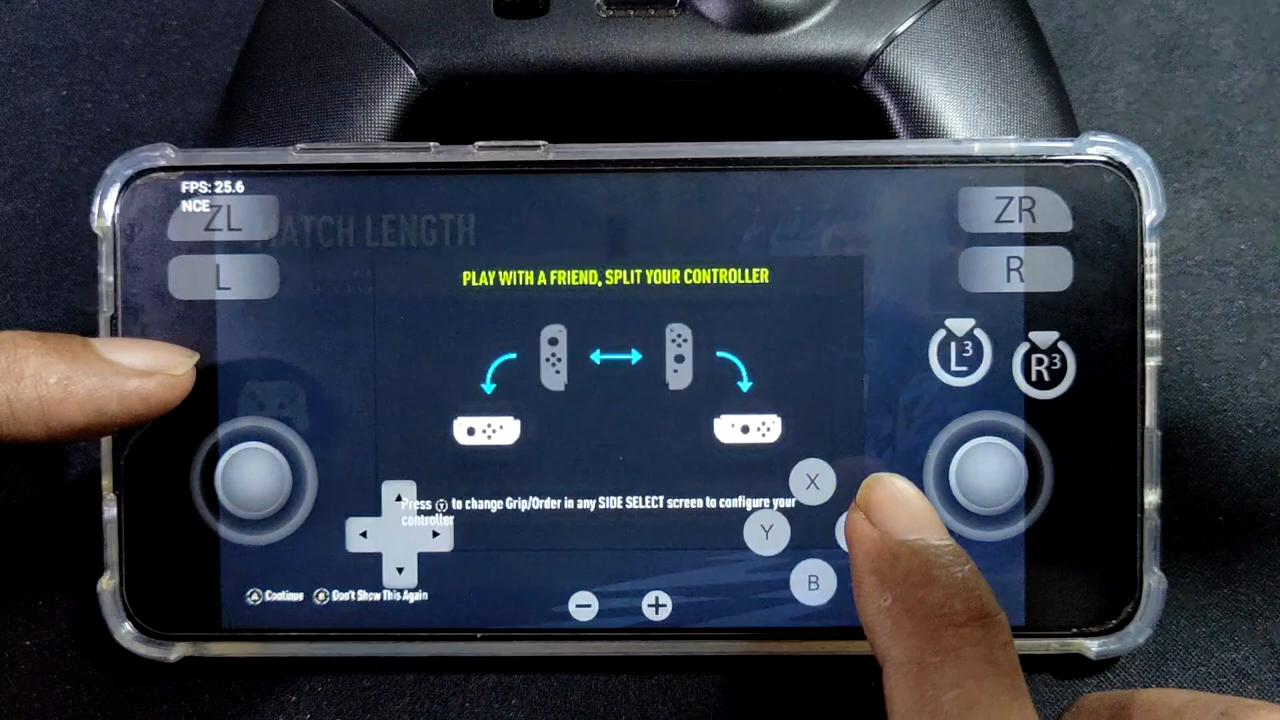 FPS: 25.6
NCE
ZL
L
MATCH LENGTH
ZR
R
PLAY WITH A FRIEND, SPLIT YOUR CONTROLLER
L3
R3
X
Y
B
Press Y to change Grip/Order in any SIDE SELECT screen to configure your
controller
A Continue
Don't Show This Again